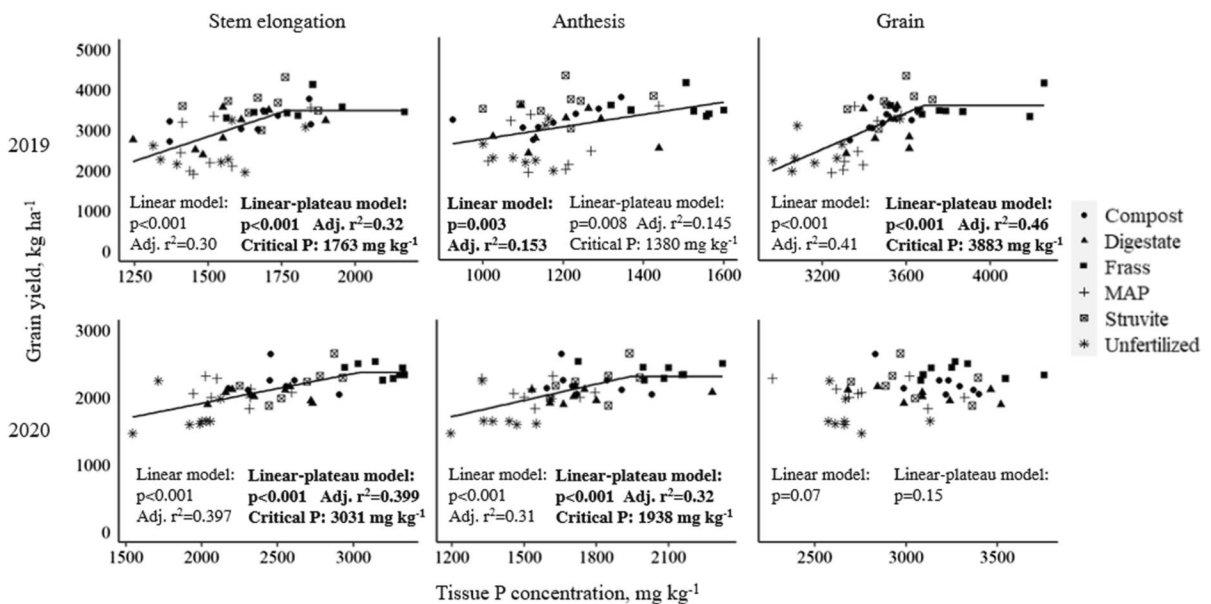 Stem elongation
Anthesis
Grain
Grain yield, kg ha-1
2019
5000
4000
3000
2000
1000
0
Linear model:
p<0.001
Adj. r2=0.30
Linear-plateau model:
p<0.001 Adj. r2=0.32
Critical P: 1763 mg kg-1
1250 1500 1750 2000
Linear model:
p=0.003
Adj. r2=0.153
Linear-plateau model:
p=0.008 Adj. r2=0.145
Critical P: 1380 mg kg-1
1000 1200 1400 1600
Linear model:
p<0.001
Adj. r2=0.41
Linear-plateau model:
p<0.001 Adj. r2=0.46
Critical P: 3883 mg kg-1
3200 3600 4000
Compost
Digestate
Frass
MAP
Struvite
Unfertilized
2020
3000
2000
1000
0
Linear model:
p<0.001
Adj. r2=0.397
Linear-plateau model:
p<0.001 Adj. r2=0.399
Critical P: 3031 mg kg-1
1500 2000 2500 3000
Linear model:
p<0.001
Adj. r2=0.31
Linear-plateau model:
p<0.001 Adj. r2=0.32
Critical P: 1938 mg kg-1
1200 1500 1800 2100
Linear model:
p=0.07
Linear-plateau model:
p=0.15
2500 3000 3500
Tissue P concentration, mg kg-1